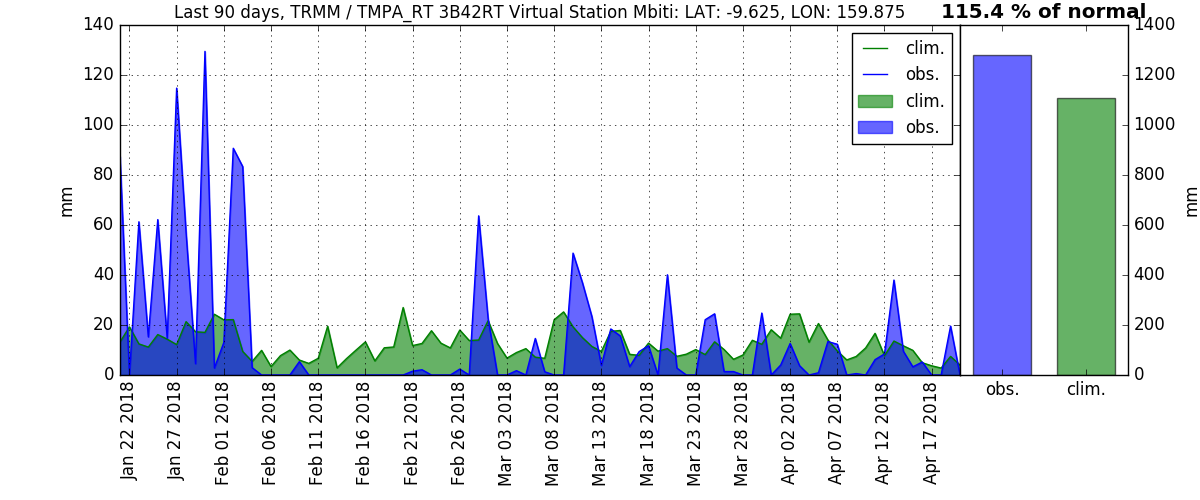 Last 90 days, TRMM / TMPA_RT 3B42RT Virtual Station Mbiti: LAT: -9.625, LON: 159.875
115.4 % of normal
140
120
100
80
60
40
20
0
mm
clim.
obs.
clim.
obs.
Jan 22 2018
Jan 27 2018
Feb 01 2018
Feb 06 2018
Feb 11 2018
Feb 16 2018
Feb 21 2018
Feb 26 2018
Mar 03 2018
Mar 08 2018
Mar 13 2018
Mar 18 2018
Mar 23 2018
Mar 28 2018
Apr 02 2018
Apr 07 2018
Apr 12 2018
Apr 17 2018
1400
1200
1000
800
600
400
200
0
mm
obs.
clim.